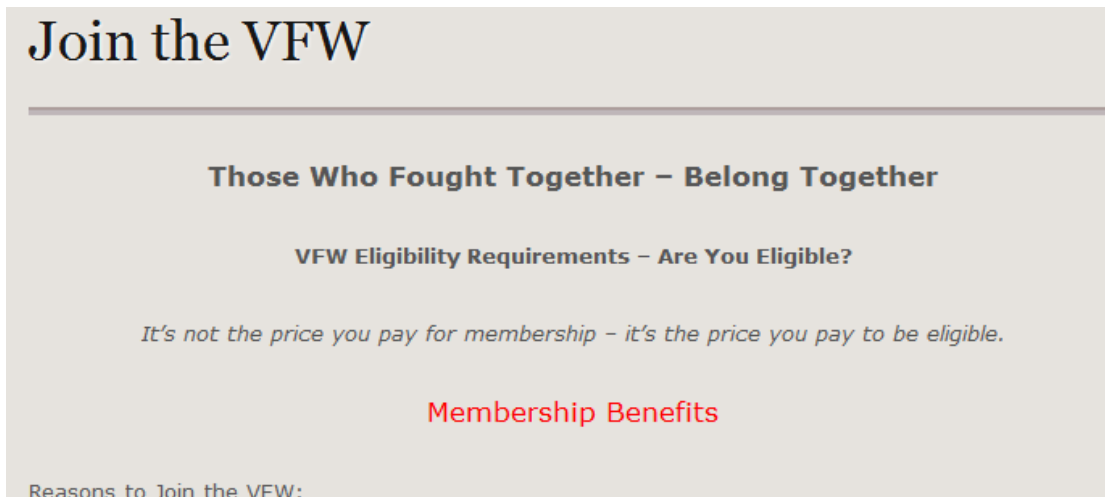 Join the VFW
Those Who Fought Together – Belong Together
VFW Eligibility Requirements – Are You Eligible?
It's not the price you pay for membership – it's the price you pay to be eligible.
Membership Benefits
Reasons to Join the VFW: